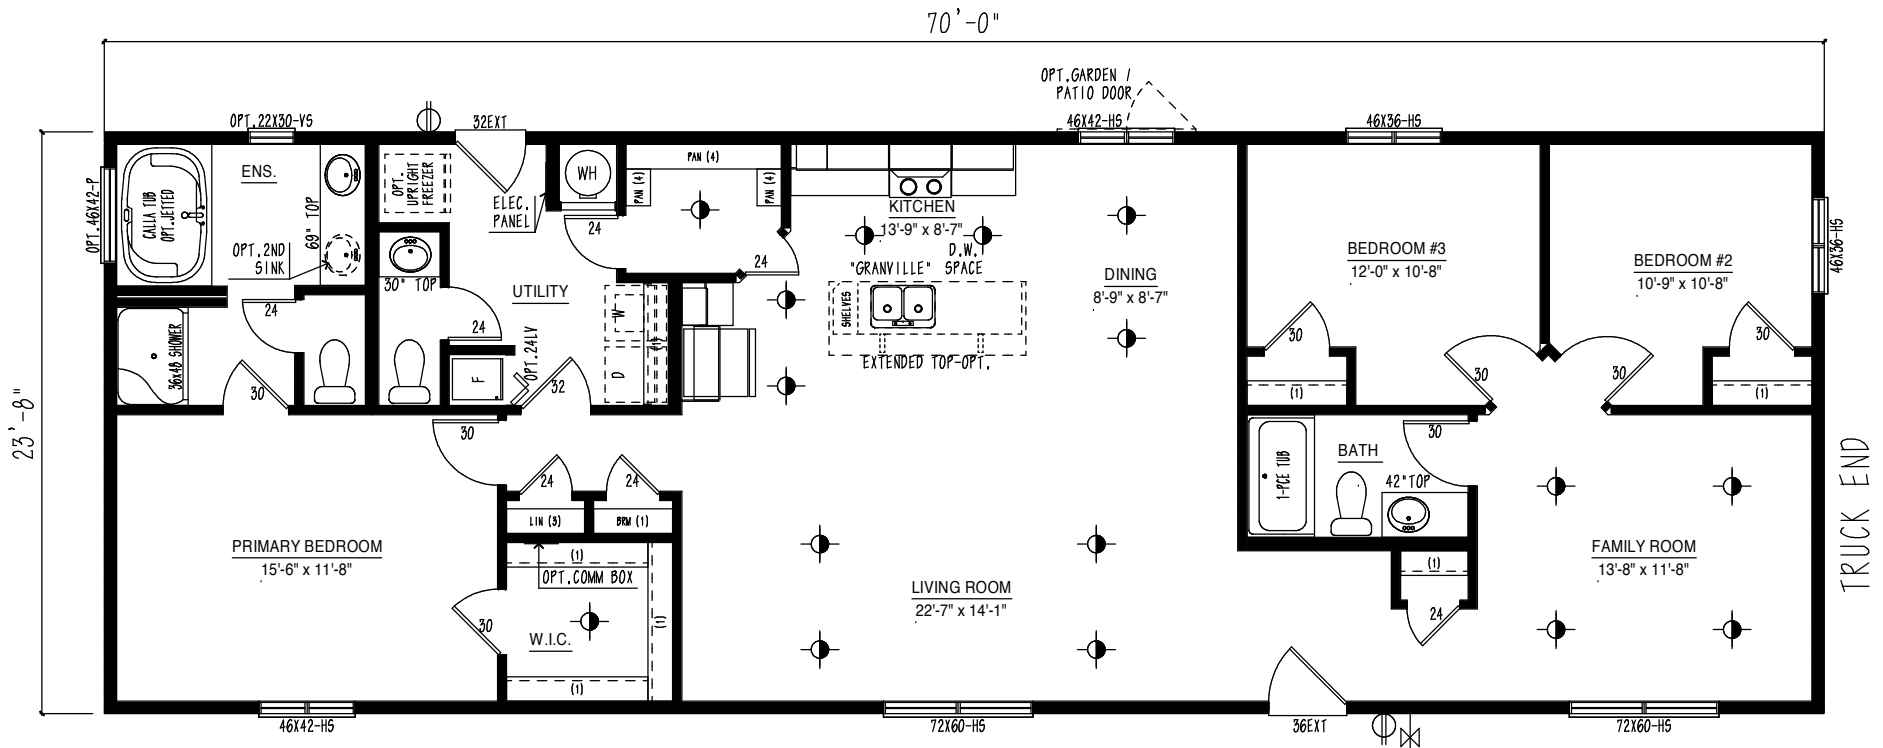 70'-0"
OPT.GARDEN /
PATIO DOOR
OPT.22X30-VS
32EXT
46X42-HS
46X36-HS
ENS.
OPT.
UPRIGHT
FREEZER
WH
PAN (4)
PAN (4)
PAN (4)
OPT.46X42-P
CALLA TUB
OPT.JETTED
69" TOP
ELEC.
PANEL
24
KITCHEN
13'-9" x 8'-7"
D.W.
SPACE
"GRANVILLE"
OPT.2ND
SINK
30" TOP
24
DINING
8'-9" x 8'-7"
BEDROOM #3
12'-0" x 10'-8"
BEDROOM #2
10'-9" x 10'-8"
46X36-HS
UTILITY
24
24
W
(1)
D
SHELVES
EXTENDED TOP-OPT.
36x48 SHOWER
30
F
OPT.24LV
32
30
30
30
30
(1)
(1)
23'-8"
30
24
24
LIN (3)
BRM (1)
BATH
1-PCE TUB
42"TOP
30
TRUCK END
PRIMARY BEDROOM
15'-6" x 11'-8"
(1)
OPT.COMM BOX
(1)
W.I.C.
30
(1)
LIVING ROOM
22'-7" x 14'-1"
(1)
24
FAMILY ROOM
13'-8" x 11'-8"
46X42-HS
72X60-HS
36EXT
72X60-HS